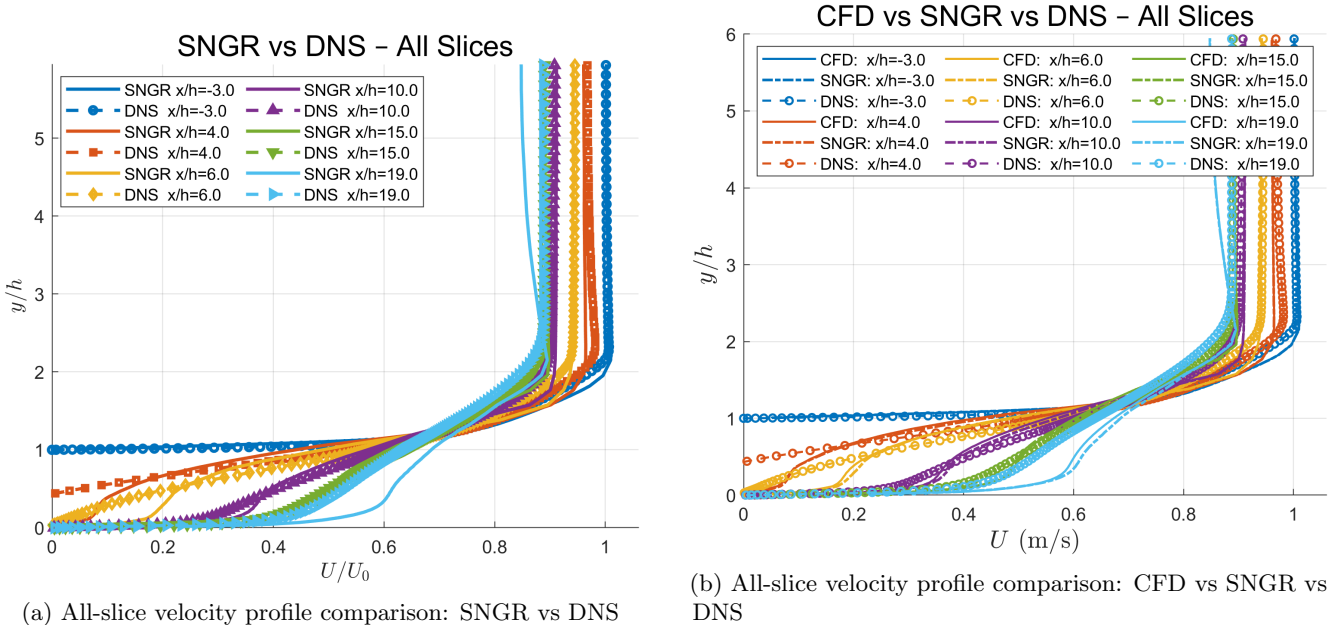 SNGR vs DNS – All Slices
SNGR x/h=-3.0
DNS x/h=-3.0
SNGR x/h=4.0
DNS x/h=4.0
SNGR x/h=6.0
DNS x/h=6.0
SNGR x/h=10.0
DNS x/h=10.0
SNGR x/h=15.0
DNS x/h=15.0
SNGR x/h=19.0
DNS x/h=19.0
5
4
3
2
1
0
y/h
0 0.2 0.4 0.6 0.8 1
U/U₀
(a) All-slice velocity profile comparison: SNGR vs DNS
CFD vs SNGR vs DNS – All Slices
CFD: x/h=-3.0
SNGR: x/h=-3.0
DNS: x/h=-3.0
CFD: x/h=4.0
SNGR: x/h=4.0
DNS: x/h=4.0
CFD: x/h=6.0
SNGR: x/h=6.0
DNS: x/h=6.0
CFD: x/h=10.0
SNGR: x/h=10.0
DNS: x/h=10.0
CFD: x/h=15.0
SNGR: x/h=15.0
DNS: x/h=15.0
CFD: x/h=19.0
SNGR: x/h=19.0
DNS: x/h=19.0
6
5
4
3
2
1
0
y/h
0 0.2 0.4 0.6 0.8 1
U (m/s)
(b) All-slice velocity profile comparison: CFD vs SNGR vs
DNS